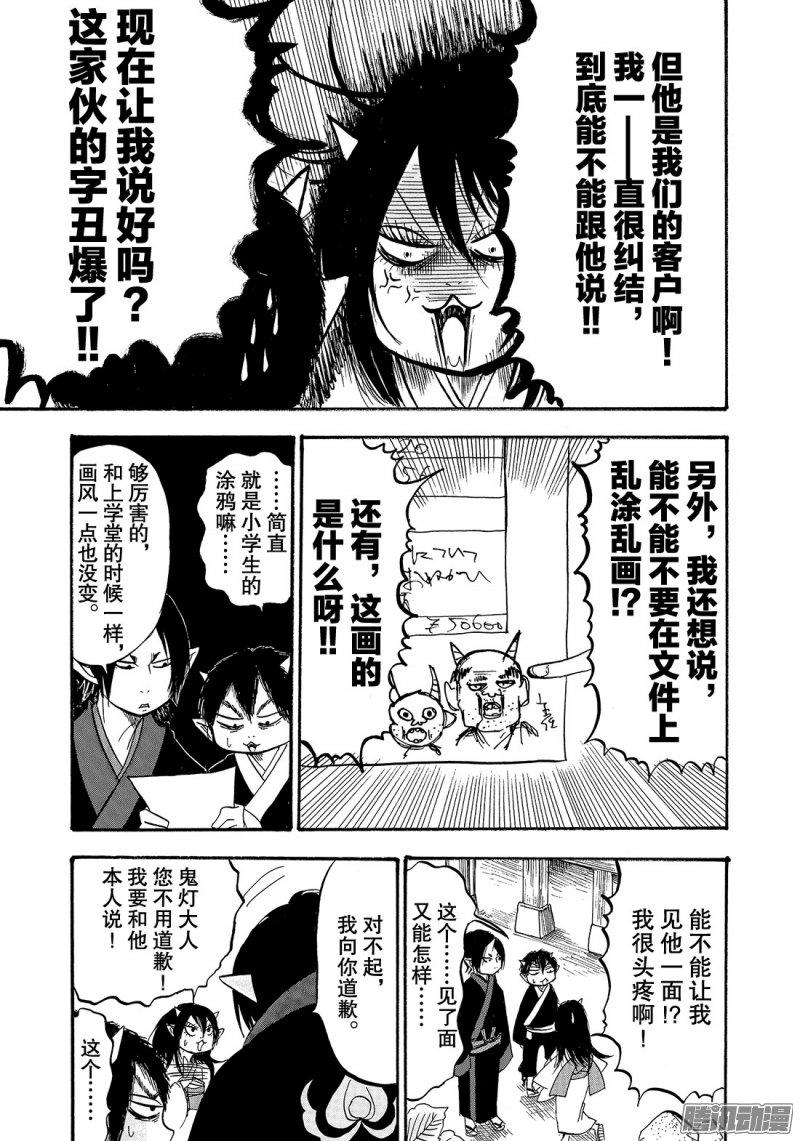 但他是我们的客户啊！
我一——直很纠结，
到底能不能跟他说!!
现在让我说好吗？
这家伙的字丑爆了!!
另外，我还想说，
能不能不要在文件上
乱涂乱画!?
还有，这画的
是什么呀!!
￥50600
……简直
就是小学生的
涂鸦嘛……
够厉害的，
和上学堂的时候一样，
画风一点也没变。
能不能让我
见他一面!?
我很头疼啊！
这个……见了面
又能怎样……
对不起，
我向你道歉。
鬼灯大人
您不用道歉！
我要和他
本人说！
这个……
腾讯动漫